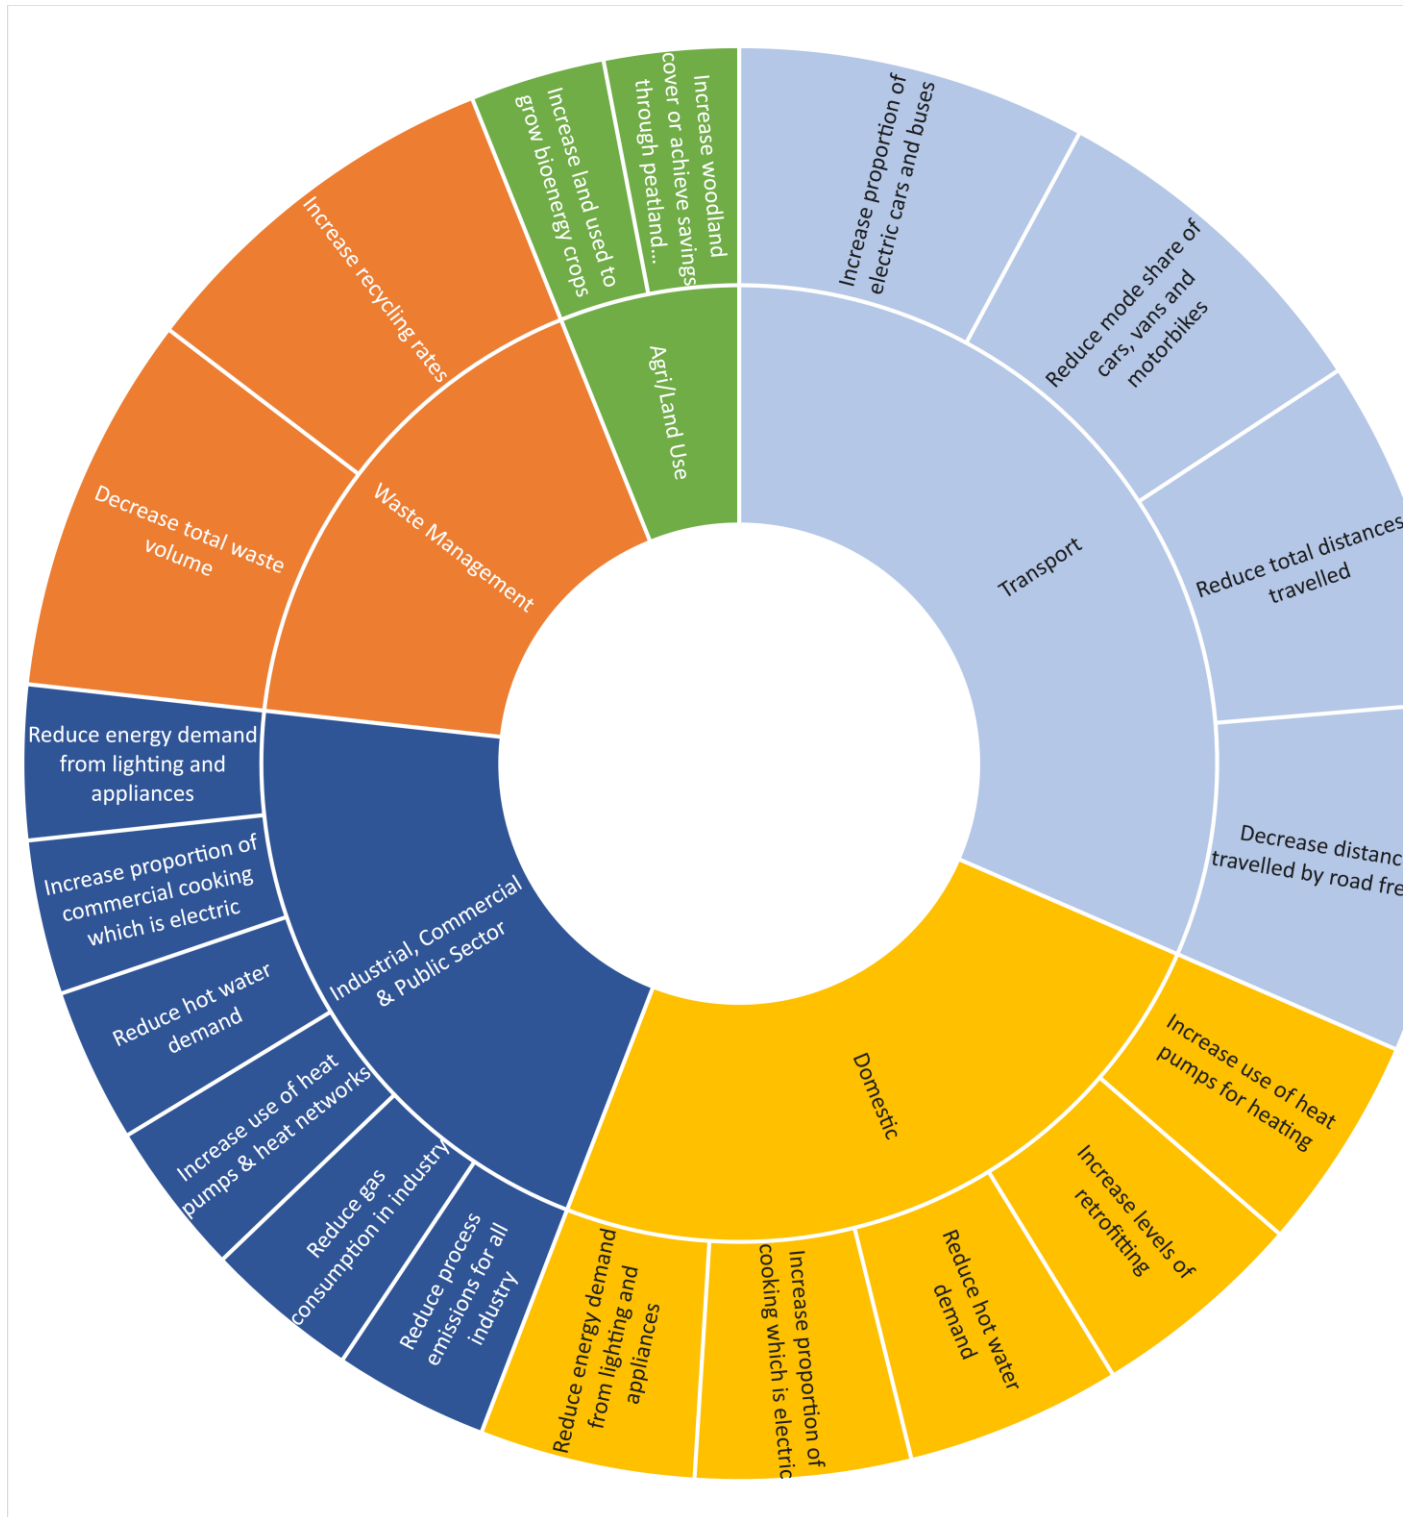 Increase proportion of
electric cars and buses
Reduce mode share of
cars, vans and
motorbikes
Reduce total distances
travelled
Decrease
travelled by road
Transport
Increase use of heat
pumps for heating
Increase levels of
retrofitting
Reduce hot water
demand
Increase proportion of
cooking which is electric
Reduce energy demand
from lighting and
appliances
Domestic
Reduce process
emissions for all
industry
Reduce gas
consumption in industry
Increase use of heat
pumps & heat networks
Reduce hot water
demand
Increase proportion of
commercial cooking
which is electric
Reduce energy demand
from lighting and
appliances
Industrial, Commercial
& Public Sector
Decrease total waste
volume
Increase recycling rates
Waste Management
Increase land used to
grow bioenergy crops
Increase woodland
cover or achieve savings
through peatland...
Agri/Land Use